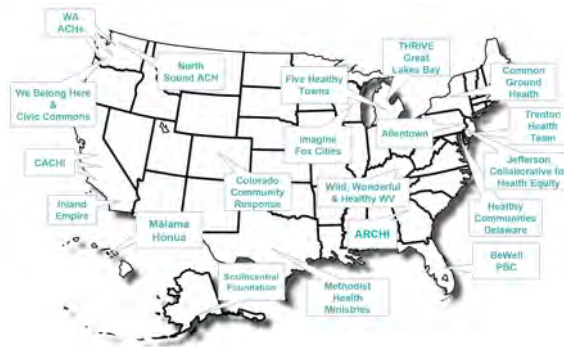 WA
ACHs
North
Sound ACH
THRIVE
Great
Lakes Bay
Five Healthy
Towns
Common
Ground
Health
We Belong Here
&
Civic Commons
Imagine
Fox Cities
Allentown
Trenton
Health
Team
CACHI
Colorado
Community
Response
Wild, Wonderful
& Healthy WV
Jefferson
Collaborative for
Health Equity
Inland
Empire
Healthy
Communities
Delaware
Mālama
Honua
ARCHI
BeWell
PBC
Southcentral
Foundation
Methodist
Health
Ministries